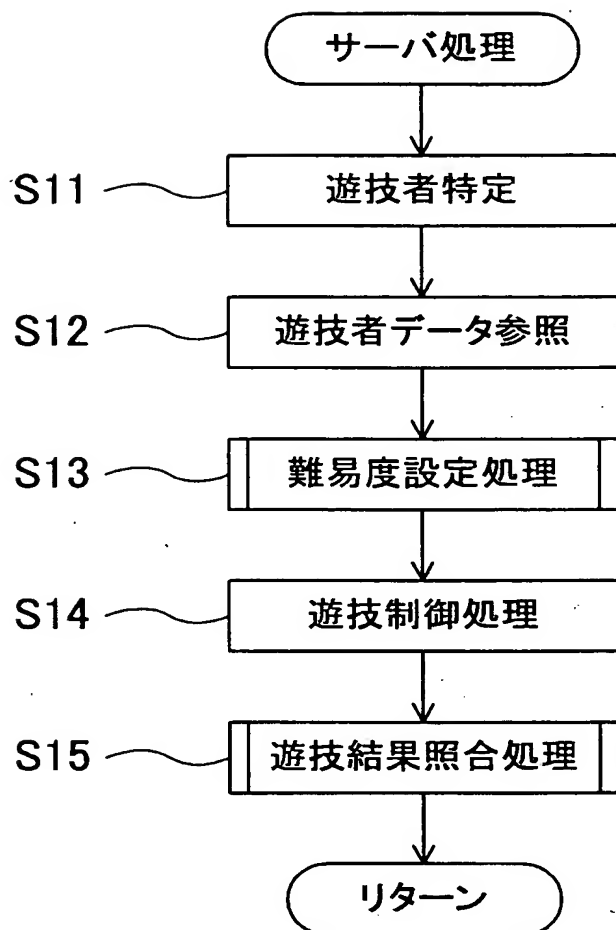 サーバ処理
S11 遊技者特定
S12 遊技者データ参照
S13 難易度設定処理
S14 遊技制御処理
S15 遊技結果照合処理
リターン